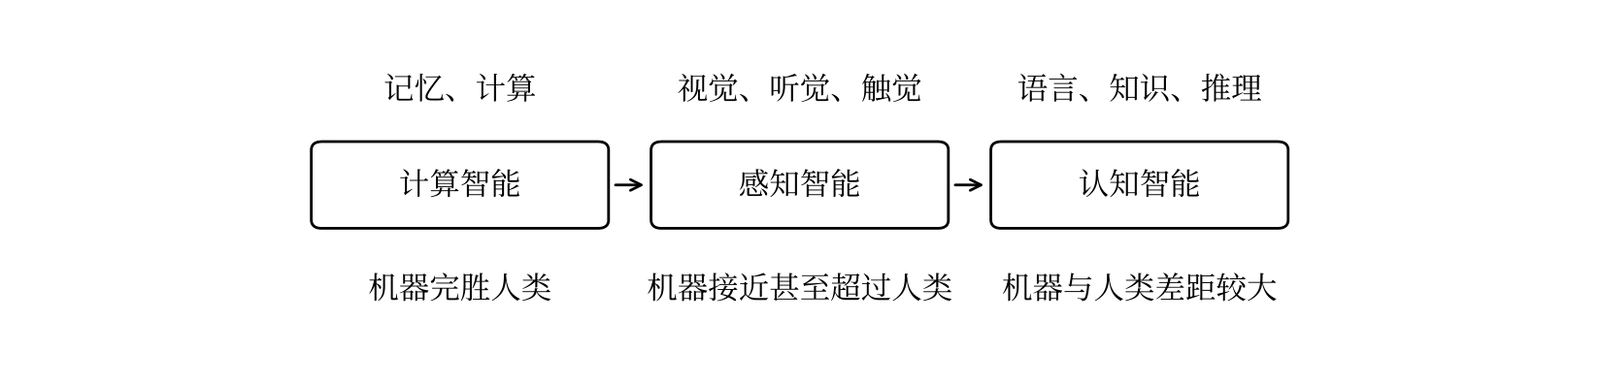 记忆、计算
视觉、听觉、触觉
语言、知识、推理
计算智能
感知智能
认知智能
机器完胜人类
机器接近甚至超过人类
机器与人类差距较大